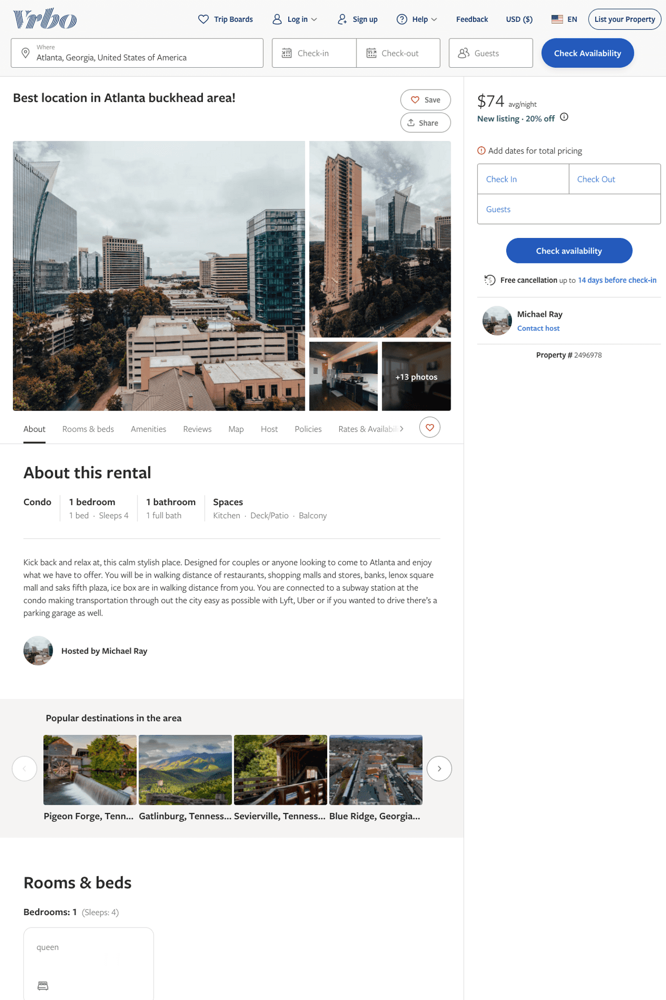 Vrbo
Trip Boards
Log in
Sign up
Help
Feedback
USD ($)
EN
List your Property
Where
Atlanta, Georgia, United States of America
Check-in
Check-out
Guests
Check Availability
Best location in Atlanta buckhead area!
Save
Share
+13 photos
$74 avg/night
New listing · 20% off
Add dates for total pricing
Check In
Check Out
Guests
Check availability
Free cancellation up to 14 days before check-in
Michael Ray
Contact host
Property # 2496978
About
Rooms & beds
Amenities
Reviews
Map
Host
Policies
Rates & Availabili
About this rental
Condo
1 bedroom
1 bed · Sleeps 4
1 bathroom
1 full bath
Spaces
Kitchen · Deck/Patio · Balcony
Kick back and relax at, this calm stylish place. Designed for couples or anyone looking to come to Atlanta and enjoy
what we have to offer. You will be in walking distance of restaurants, shopping malls and stores, banks, lenox square
mall and saks fifth plaza, ice box are in walking distance from you. You are connected to a subway station at the
condo making transportation through out the city easy as possible with Lyft, Uber or if you wanted to drive there's a
parking garage as well.
Hosted by Michael Ray
Popular destinations in the area
Pigeon Forge, Tenn...
Gatlinburg, Tenness...
Sevierville, Tenness...
Blue Ridge, Georgia...
Rooms & beds
Bedrooms: 1 (Sleeps: 4)
queen